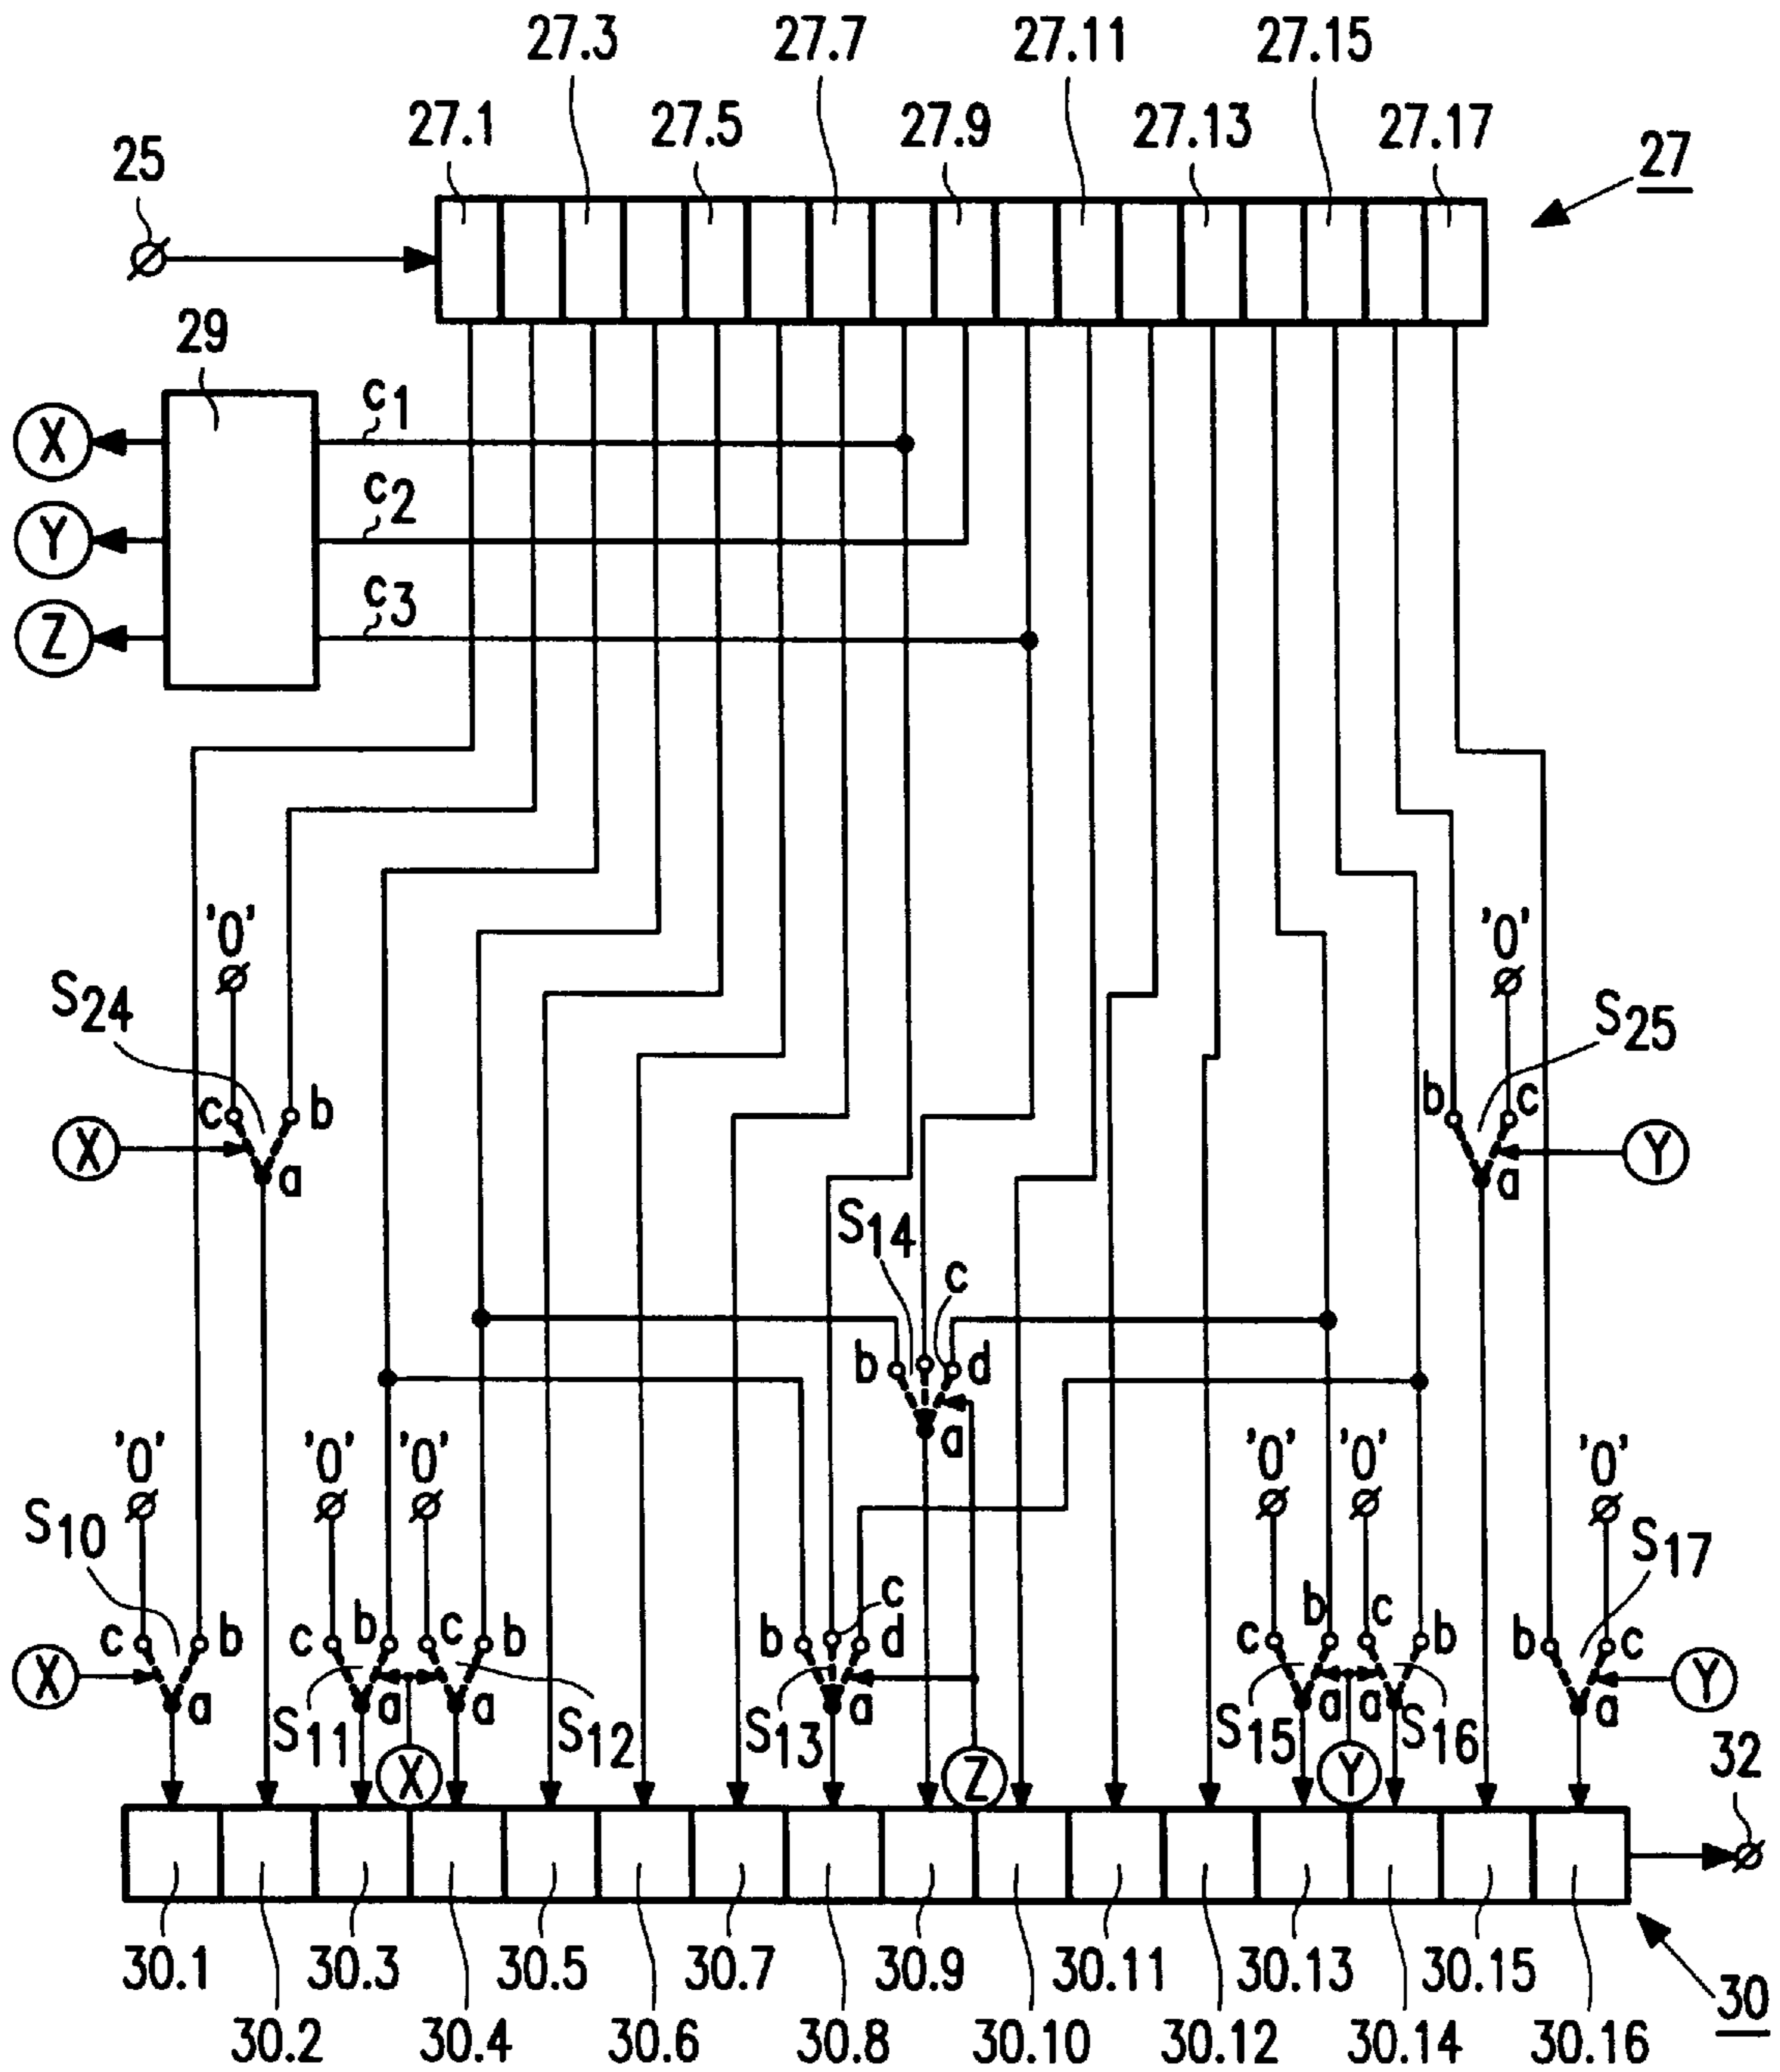 27.3 27.7 27.11 27.15
27.1 27.5 27.9 27.13 27.17
25 27
29
X c1
Y c2
Z c3
'0' '0'
S24 S25
c b b c
X a a Y
S14 c
b d
a
'0' '0' '0' '0' '0' '0'
S10 S17
c b c b c b b c d c b c b b c
X a S11 a a S12 S13 a S15 a a S16 a Y
X Z Y 32
30.1 30.3 30.5 30.7 30.9 30.11 30.13 30.15 30
30.2 30.4 30.6 30.8 30.10 30.12 30.14 30.16